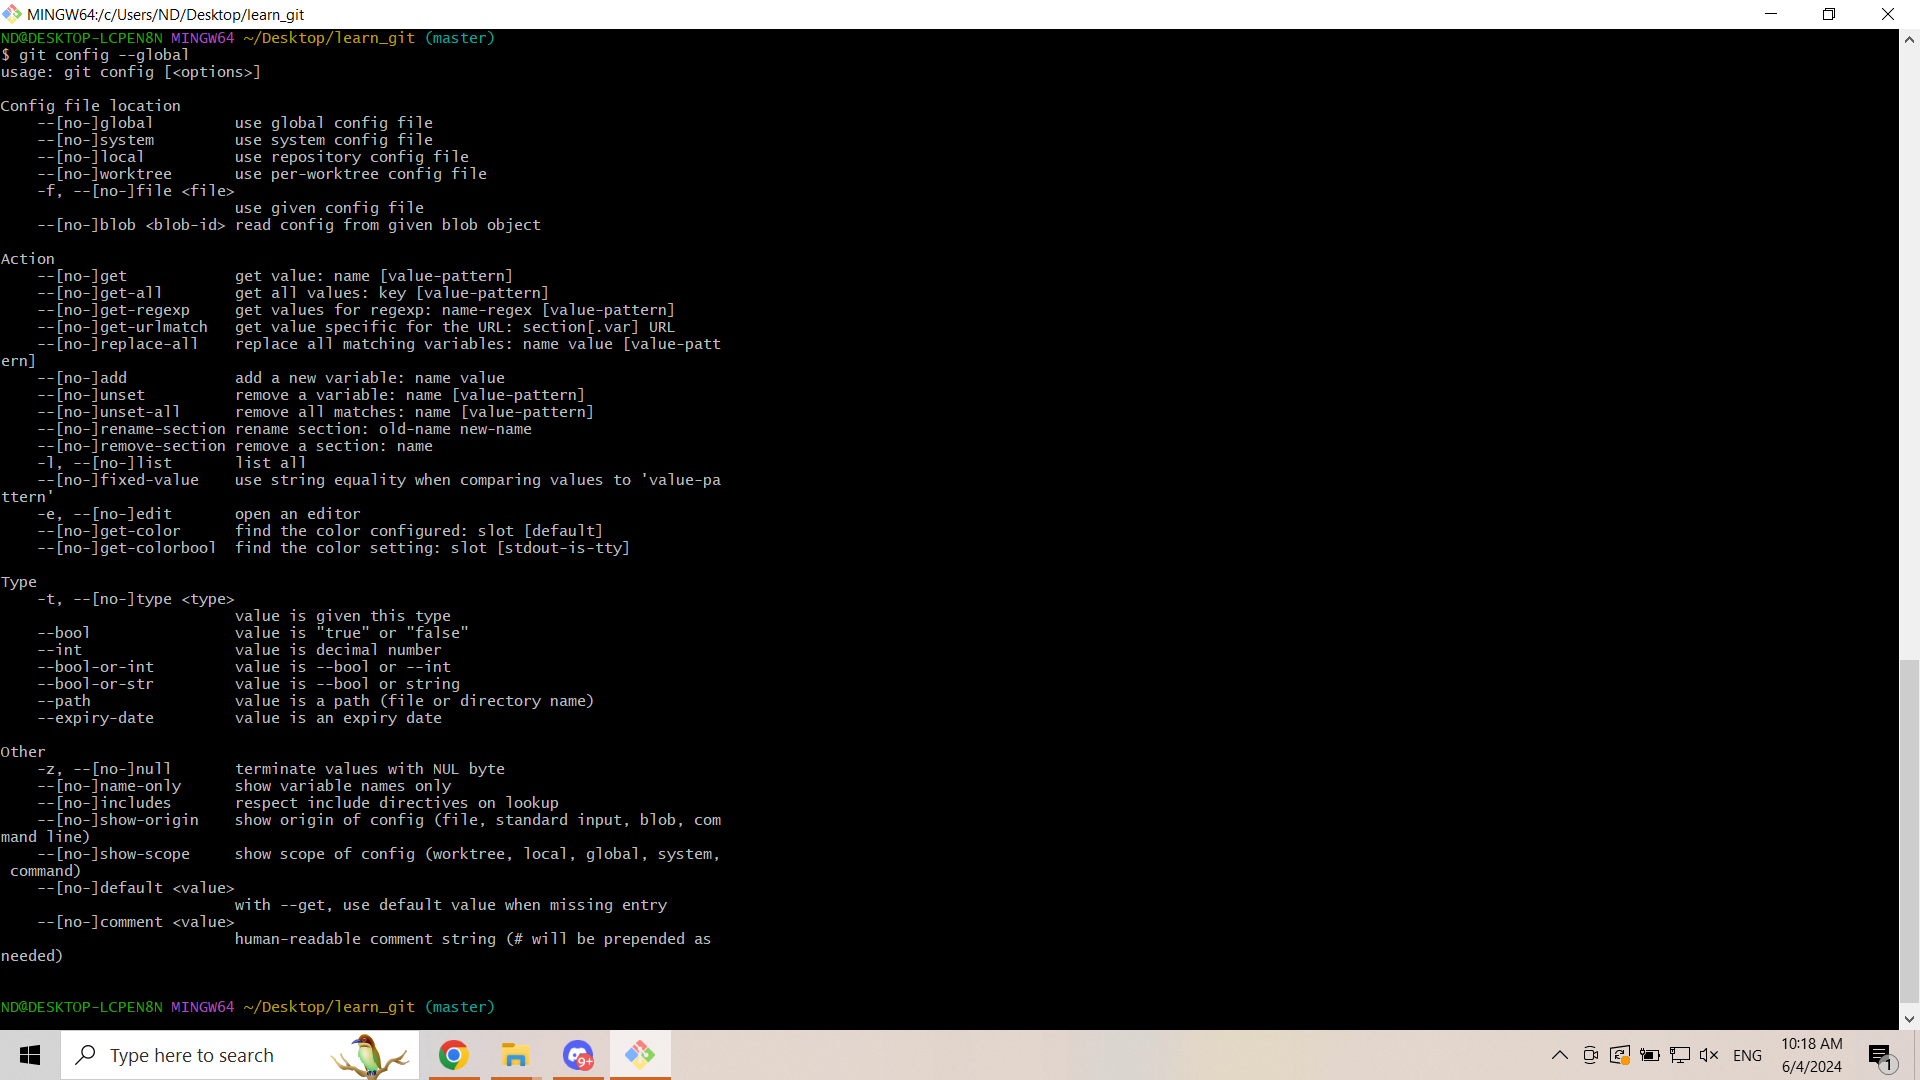 MINGW64:/c/Users/ND/Desktop/learn_git
ND@DESKTOP-LCPEN8N MINGW64 ~/Desktop/learn_git (master)
$ git config --global
usage: git config [<options>]

Config file location
    --[no-]global         use global config file
    --[no-]system         use system config file
    --[no-]local          use repository config file
    --[no-]worktree       use per-worktree config file
    -f, --[no-]file <file>
                          use given config file
    --[no-]blob <blob-id> read config from given blob object

Action
    --[no-]get            get value: name [value-pattern]
    --[no-]get-all        get all values: key [value-pattern]
    --[no-]get-regexp     get values for regexp: name-regex [value-pattern]
    --[no-]get-urlmatch   get value specific for the URL: section[.var] URL
    --[no-]replace-all    replace all matching variables: name value [value-patt
ern]
    --[no-]add            add a new variable: name value
    --[no-]unset          remove a variable: name [value-pattern]
    --[no-]unset-all      remove all matches: name [value-pattern]
    --[no-]rename-section rename section: old-name new-name
    --[no-]remove-section remove a section: name
    -l, --[no-]list       list all
    --[no-]fixed-value    use string equality when comparing values to 'value-pa
ttern'
    -e, --[no-]edit       open an editor
    --[no-]get-color      find the color configured: slot [default]
    --[no-]get-colorbool  find the color setting: slot [stdout-is-tty]

Type
    -t, --[no-]type <type>
                          value is given this type
    --bool                value is "true" or "false"
    --int                 value is decimal number
    --bool-or-int         value is --bool or --int
    --bool-or-str         value is --bool or string
    --path                value is a path (file or directory name)
    --expiry-date         value is an expiry date

Other
    -z, --[no-]null       terminate values with NUL byte
    --[no-]name-only      show variable names only
    --[no-]includes       respect include directives on lookup
    --[no-]show-origin    show origin of config (file, standard input, blob, com
mand line)
    --[no-]show-scope     show scope of config (worktree, local, global, system,
 command)
    --[no-]default <value>
                          with --get, use default value when missing entry
    --[no-]comment <value>
                          human-readable comment string (# will be prepended as
needed)

ND@DESKTOP-LCPEN8N MINGW64 ~/Desktop/learn_git (master)
Type here to search
9+
ENG
10:18 AM
6/4/2024
1